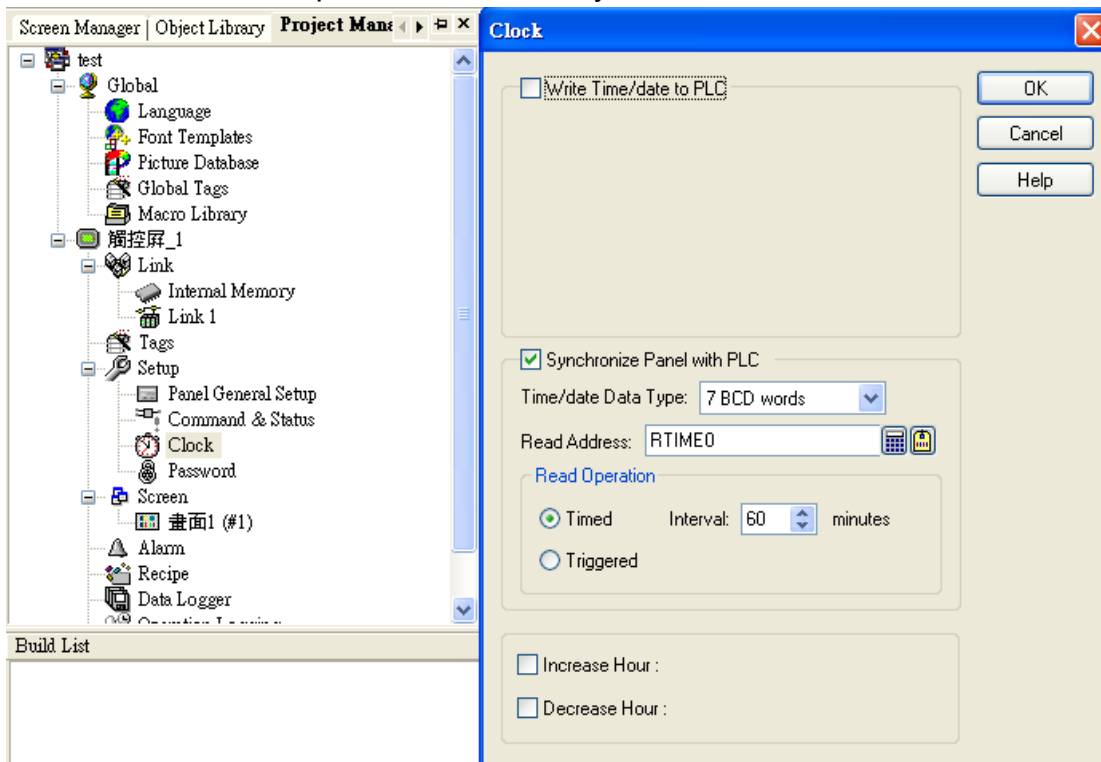 Screen Manager | Object Library Project Mana
test
Global
Language
Font Templates
Picture Database
Global Tags
Macro Library
觸控屏_1
Link
Internal Memory
Link 1
Tags
Setup
Panel General Setup
Command & Status
Clock
Password
Screen
畫面1 (#1)
Alarm
Recipe
Data Logger
Build List
Clock
Write Time/date to PLC
OK
Cancel
Help
Synchronize Panel with PLC
Time/date Data Type: 7 BCD words
Read Address: RTIME0
Read Operation
Timed Interval: 60 minutes
Triggered
Increase Hour :
Decrease Hour :